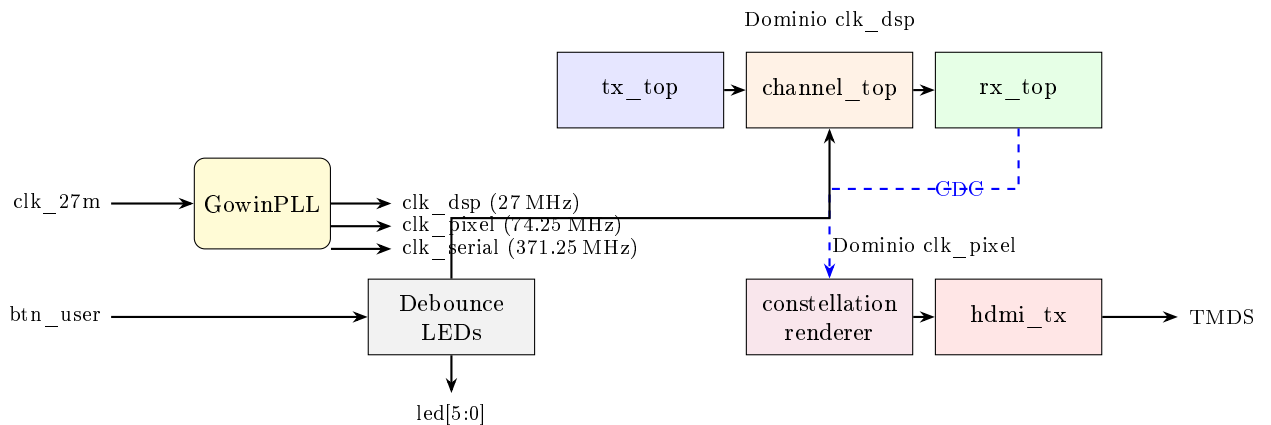 Dominio clk_dsp
tx_top
channel_top
rx_top
clk_27m
GowinPLL
clk_dsp (27 MHz)
clk_pixel (74.25 MHz)
clk_serial (371.25 MHz)
CDC
Dominio clk_pixel
btn_user
Debounce
LEDs
constellation
renderer
hdmi_tx
TMDS
led[5:0]